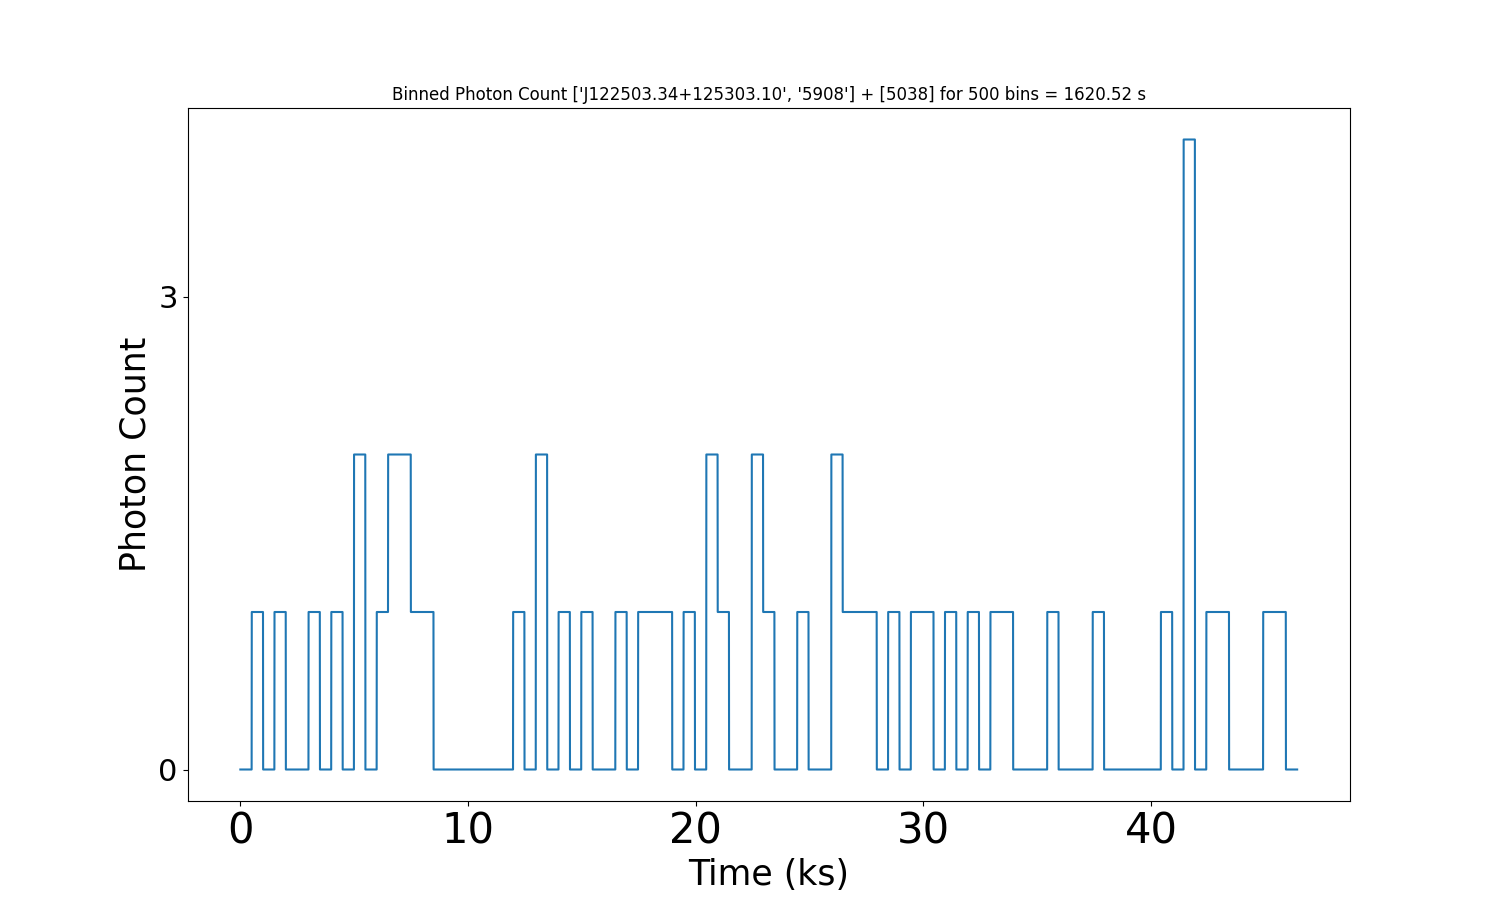 Binned Photon Count ['J122503.34+125303.10', '5908'] + [5038] for 500 bins = 1620.52 s
3
0
Photon Count
0 10 20 30 40
Time (ks)